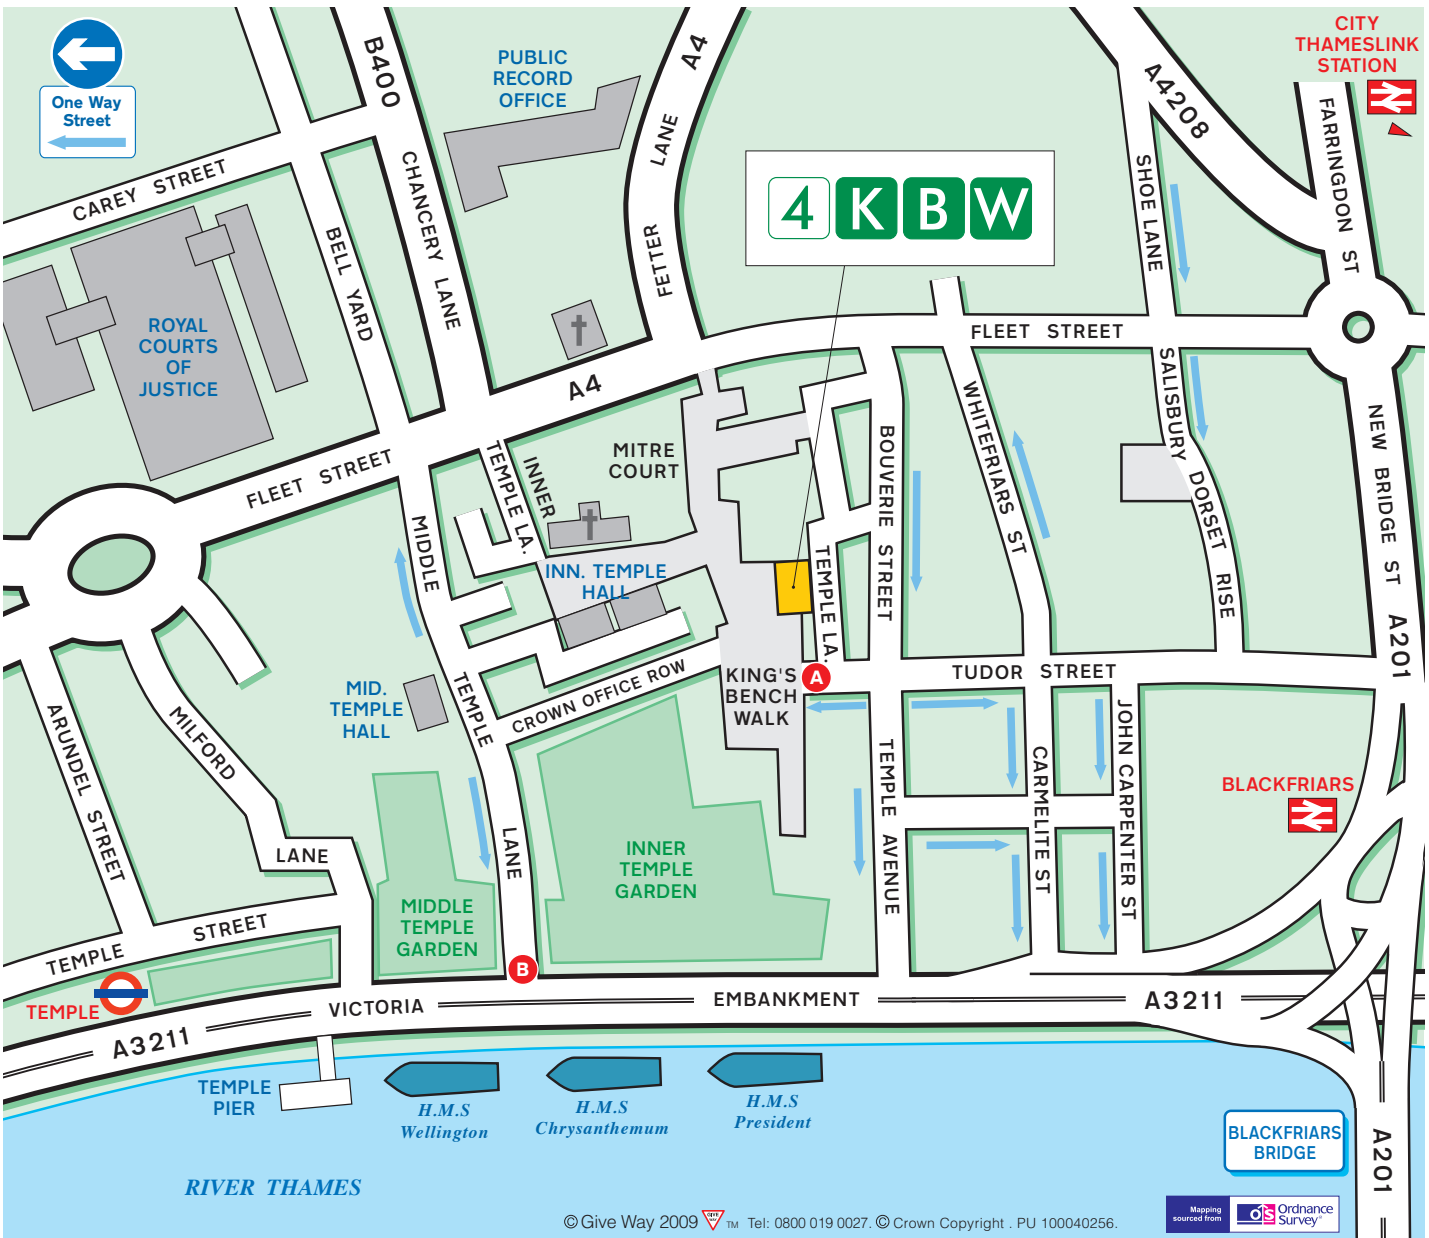 One Way
Street
B400
PUBLIC
RECORD
OFFICE
A4
A4208
CITY
THAMESLINK
STATION
CAREY STREET
CHANCERY LANE
BELL YARD
FETTER LANE
SHOE LANE
FARRINGDON ST
4 K B W
ROYAL
COURTS
OF
JUSTICE
FLEET STREET
A4
FLEET STREET
MITRE
COURT
INNER
TEMPLE LA.
INN. TEMPLE
HALL
TEMPLE LA.
BOUVERIE STREET
WHITEFRIARS ST
SALISBURY
DORSET RISE
NEW BRIDGE ST
A201
MIDDLE TEMPLE LANE
MID.
TEMPLE
HALL
CROWN OFFICE ROW
KING'S
BENCH
WALK
A
TUDOR STREET
ARUNDEL STREET
MILFORD
LANE
TEMPLE AVENUE
CARMELITE ST
JOHN CARPENTER ST
BLACKFRIARS
INNER
TEMPLE
GARDEN
MIDDLE
TEMPLE
GARDEN
TEMPLE STREET
TEMPLE
B
VICTORIA EMBANKMENT
A3211
A3211
TEMPLE
PIER
H.M.S
Wellington
H.M.S
Chrysanthemum
H.M.S
President
BLACKFRIARS
BRIDGE
A201
RIVER THAMES
© Give Way 2009 GIVE WAY TM Tel: 0800 019 0027. © Crown Copyright . PU 100040256.
Mapping
sourced from
os Ordnance
Survey®